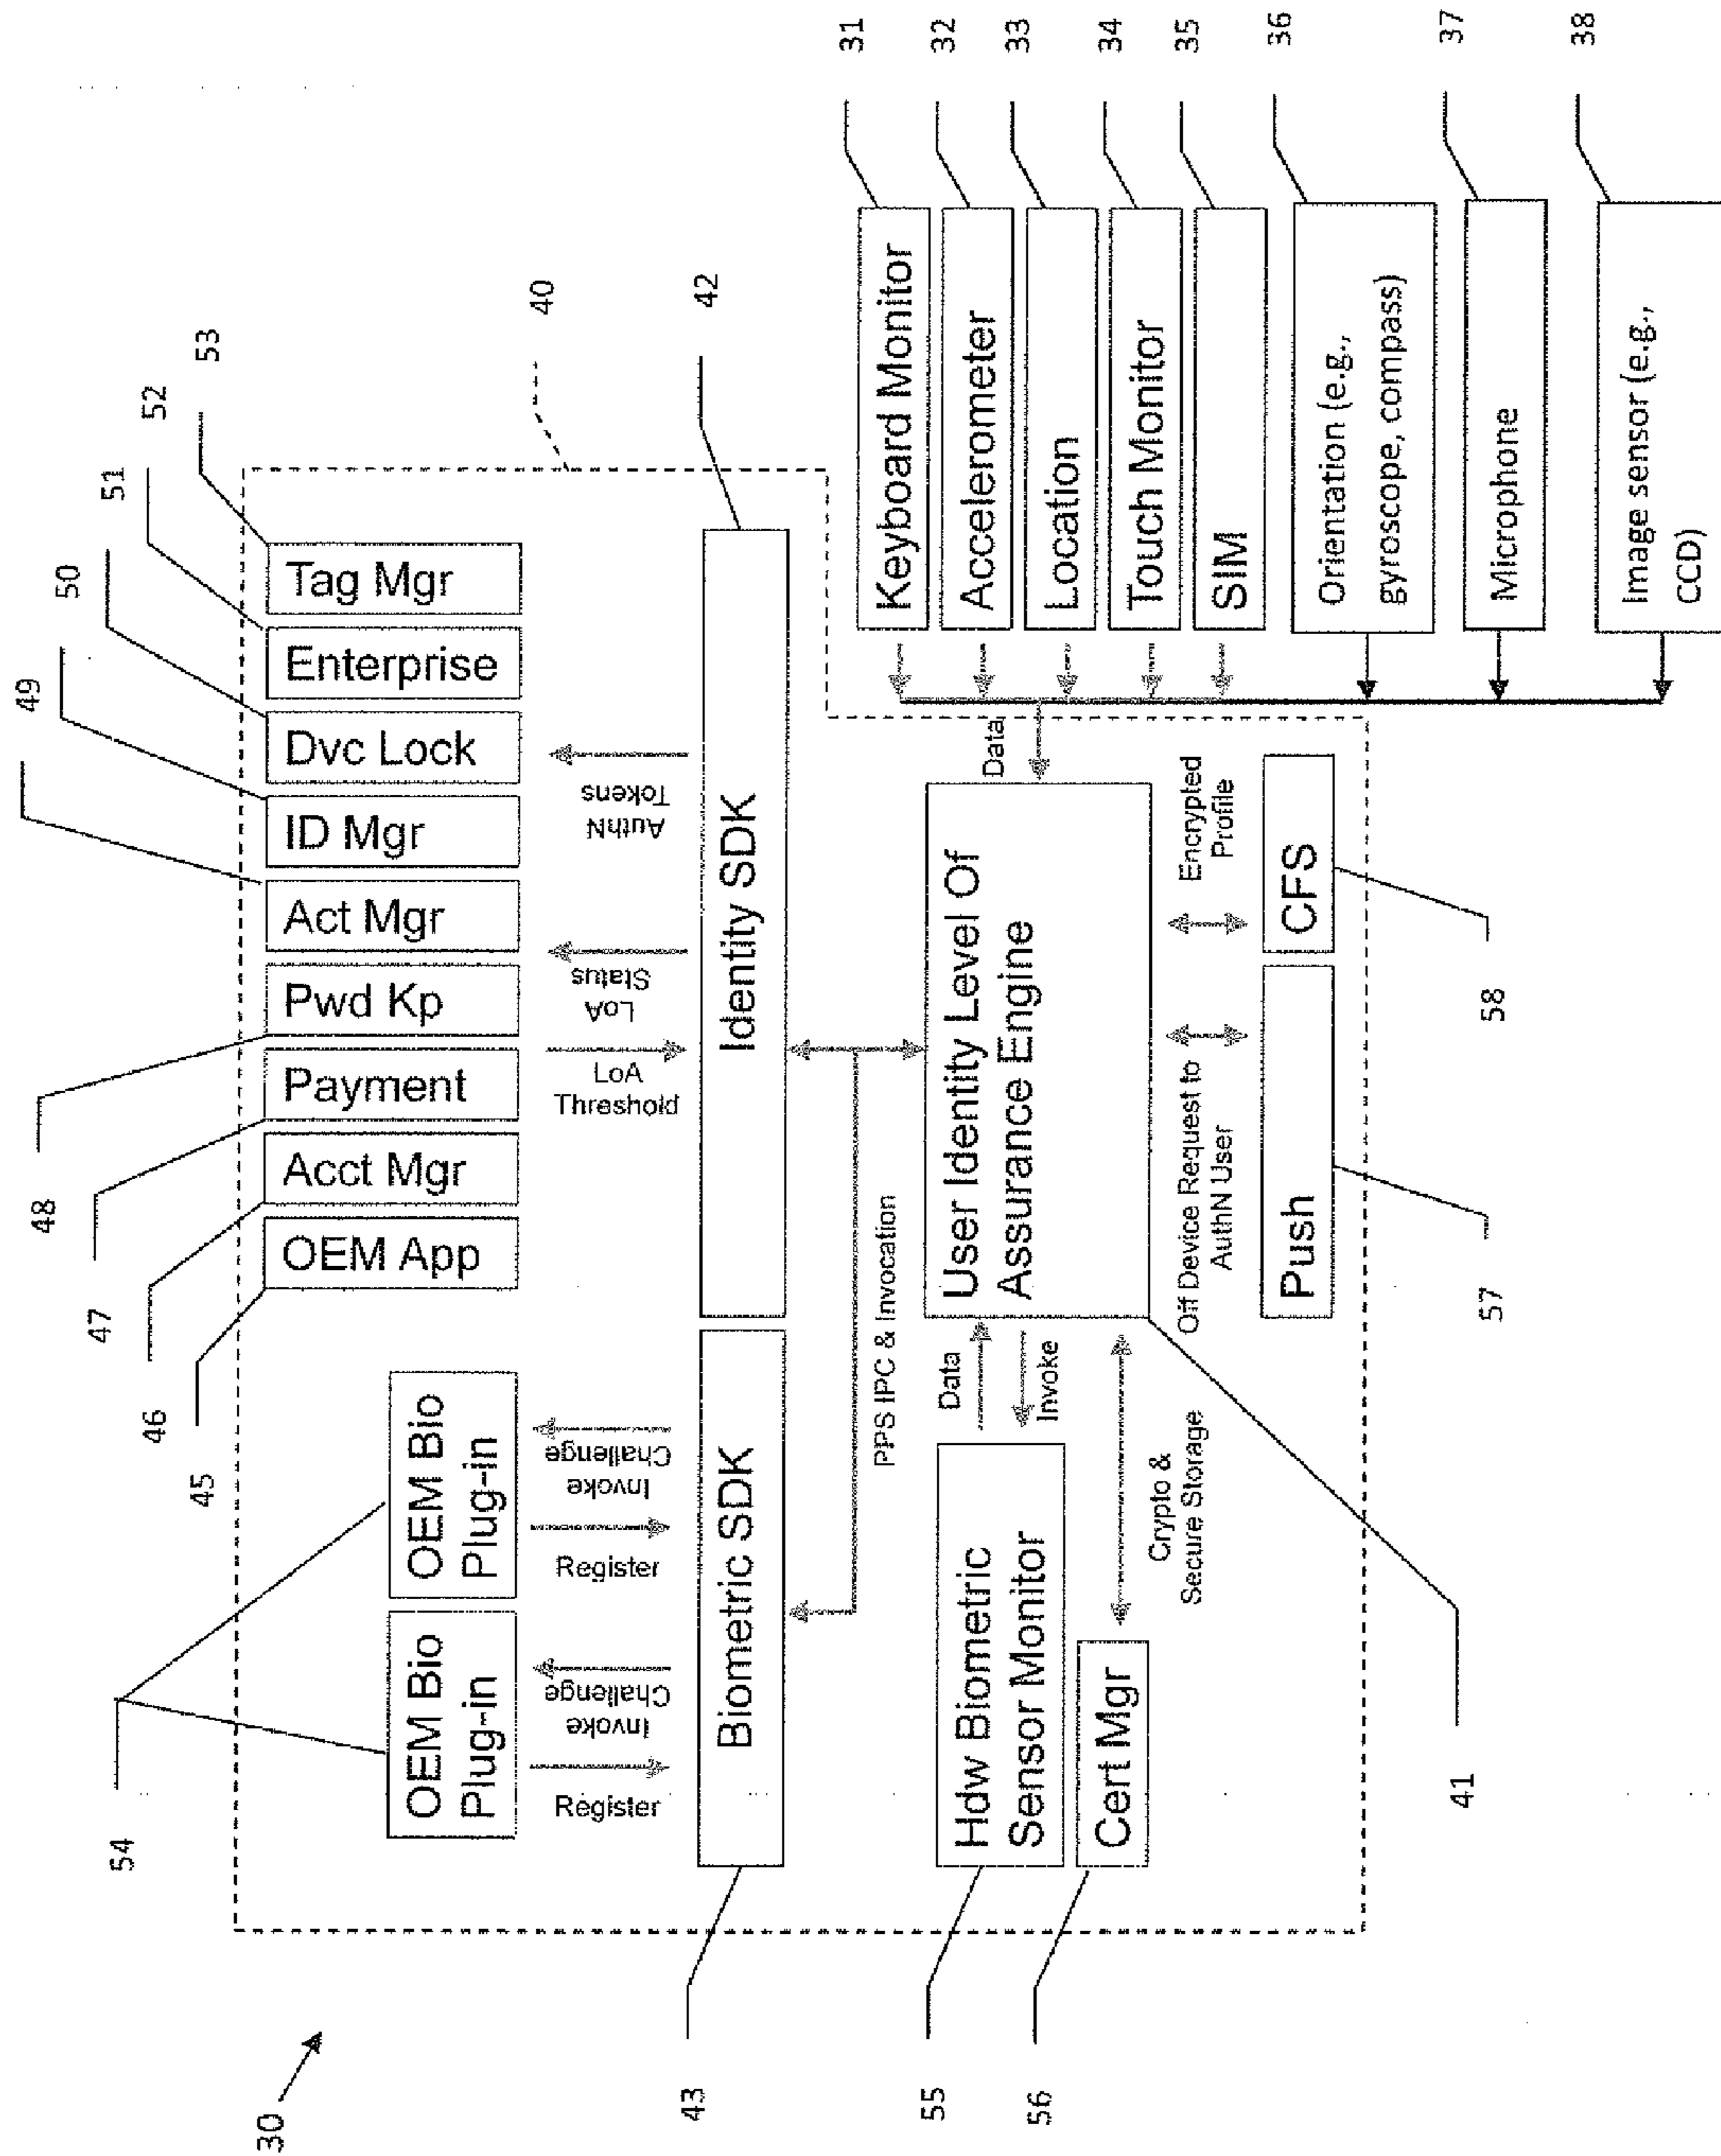 30
54
45
46
47
48
49
50
51
52
53
40
OEM Bio
Plug-in
OEM Bio
Plug-in
OEM App
Acct Mgr
Payment
Pwd Kp
Act Mgr
ID Mgr
Dvc Lock
Enterprise
Tag Mgr
Register
Invoke
Challenge
Register
Invoke
Challenge
LoA
Threshold
LoA
Status
AuthN
Tokens
43
Biometric SDK
Identity SDK
42
PPS IPC & Invocation
55
Hdw Biometric
Sensor Monitor
Data
Invoke
User Identity Level Of
Assurance Engine
Data
Keyboard Monitor
31
Accelerometer
32
Location
33
Touch Monitor
34
SIM
35
56
Cert Mgr
Crypto &
Secure Storage
Off Device Request to
AuthN User
Encrypted
Profile
Push
CFS
Orientation (e.g.,
gyroscope, compass)
36
41
57
58
Microphone
37
Image sensor (e.g.,
CCD)
38